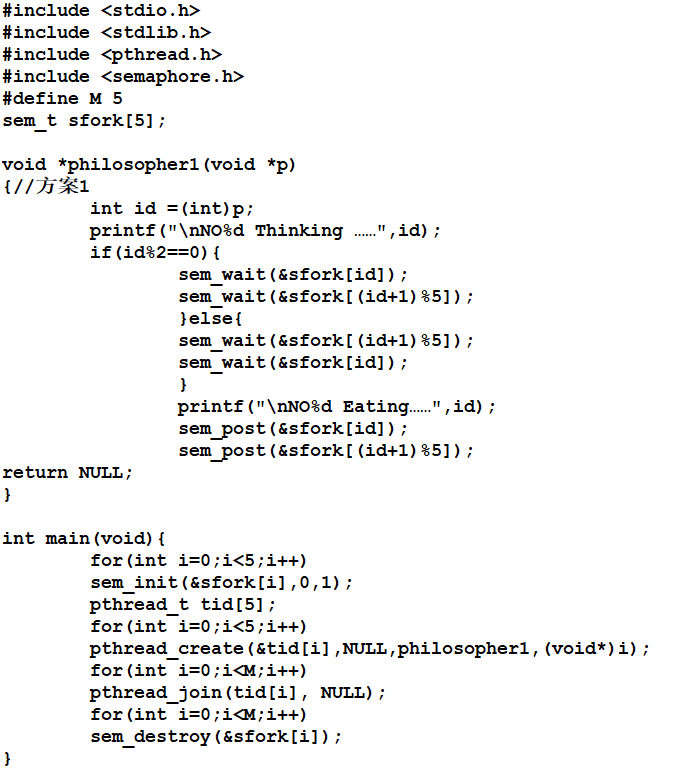 #include <stdio.h>
#include <stdlib.h>
#include <pthread.h>
#include <semaphore.h>
#define M 5
sem_t sfork[5];

void *philosopher1(void *p)
{//方案1
        int id =(int)p;
        printf("\nNO%d Thinking ……",id);
        if(id%2==0){
                sem_wait(&sfork[id]);
                sem_wait(&sfork[(id+1)%5]);
                }else{
                sem_wait(&sfork[(id+1)%5]);
                sem_wait(&sfork[id]);
                }
                printf("\nNO%d Eating……",id);
                sem_post(&sfork[id]);
                sem_post(&sfork[(id+1)%5]);
return NULL;
}

int main(void){
        for(int i=0;i<5;i++)
        sem_init(&sfork[i],0,1);
        pthread_t tid[5];
        for(int i=0;i<5;i++)
        pthread_create(&tid[i],NULL,philosopher1,(void*)i);
        for(int i=0;i<M;i++)
        pthread_join(tid[i], NULL);
        for(int i=0;i<M;i++)
        sem_destroy(&sfork[i]);
}